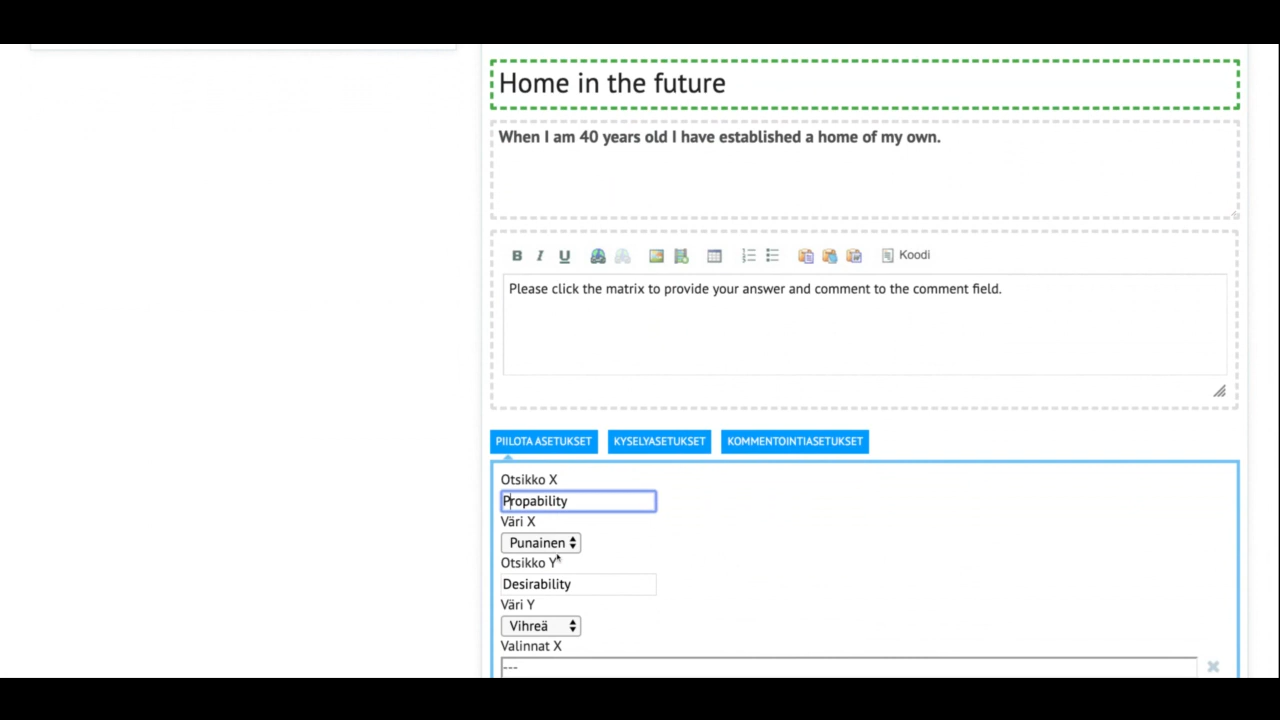 Home in the future
When I am 40 years old I have established a home of my own.
B I U Koodi
Please click the matrix to provide your answer and comment to the comment field.
PIILOTA ASETUKSET KYSELYASETUKSET KOMMENTOINTIASETUKSET
Otsikko X
Propability
Väri X
Punainen
Otsikko Y
Desirability
Väri Y
Vihreä
Valinnat X
---